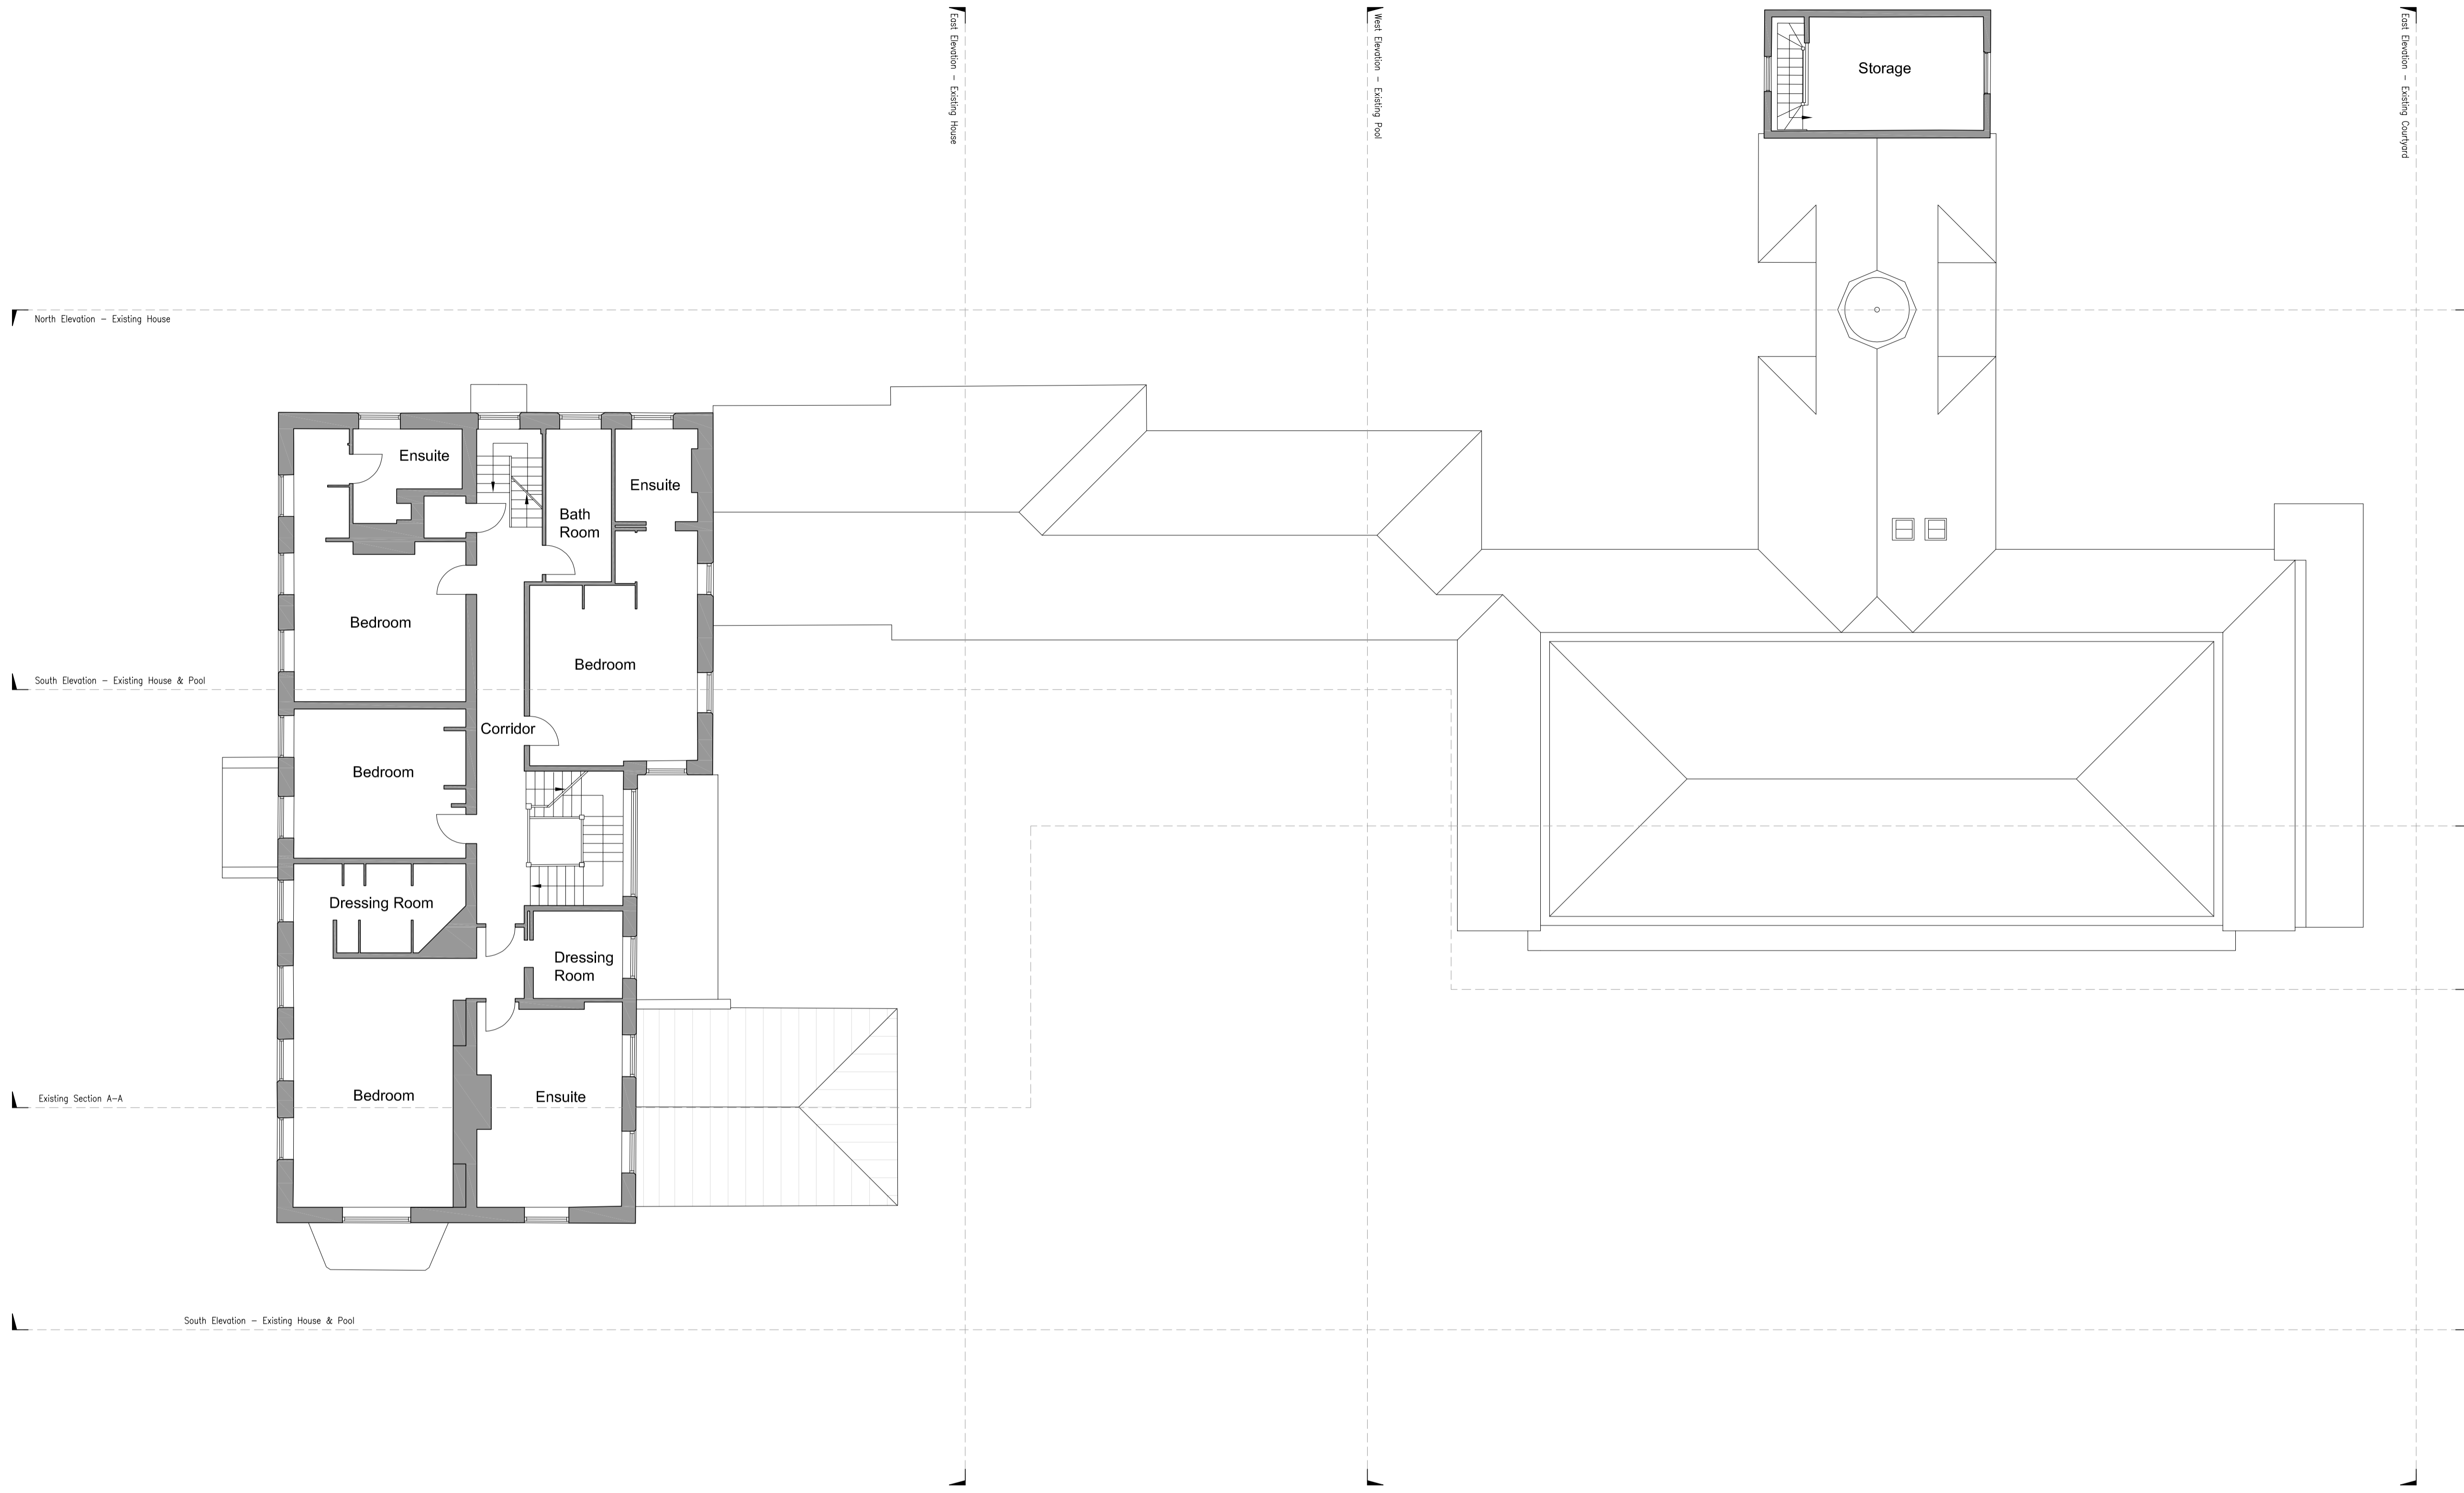 East Elevation - Existing House
West Elevation - Existing Pool
East Elevation - Existing Courtyard
Storage
North Elevation - Existing House
Ensuite
Ensuite
Bath
Room
Bedroom
Bedroom
South Elevation - Existing House & Pool
Corridor
Bedroom
Dressing Room
Dressing
Room
Existing Section A-A
Bedroom
Ensuite
South Elevation - Existing House & Pool